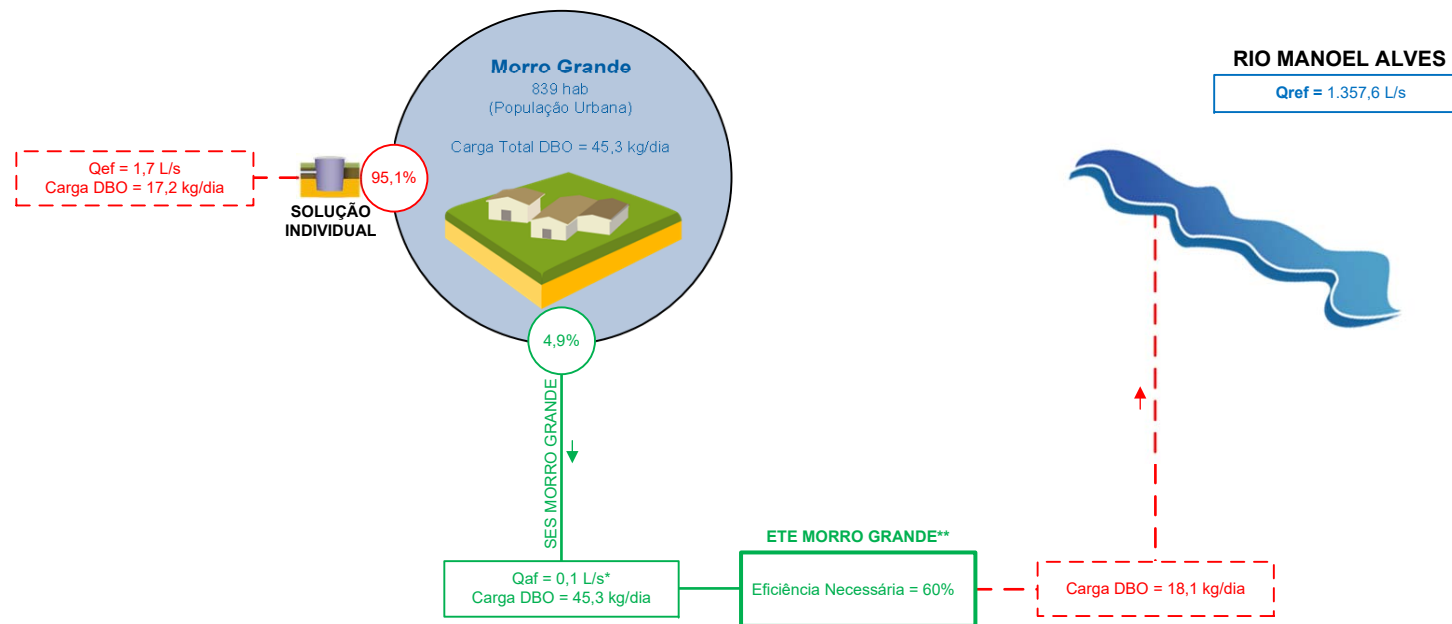 Morro Grande
839 hab
(População Urbana)
Carga Total DBO = 45,3 kg/dia
RIO MANOEL ALVES
Qref = 1.357,6 L/s
Qef = 1,7 L/s
Carga DBO = 17,2 kg/dia
95,1%
SOLUÇÃO
INDIVIDUAL
4,9%
SES MORRO GRANDE
Qaf = 0,1 L/s*
Carga DBO = 45,3 kg/dia
ETE MORRO GRANDE**
Eficiência Necessária = 60%
Carga DBO = 18,1 kg/dia